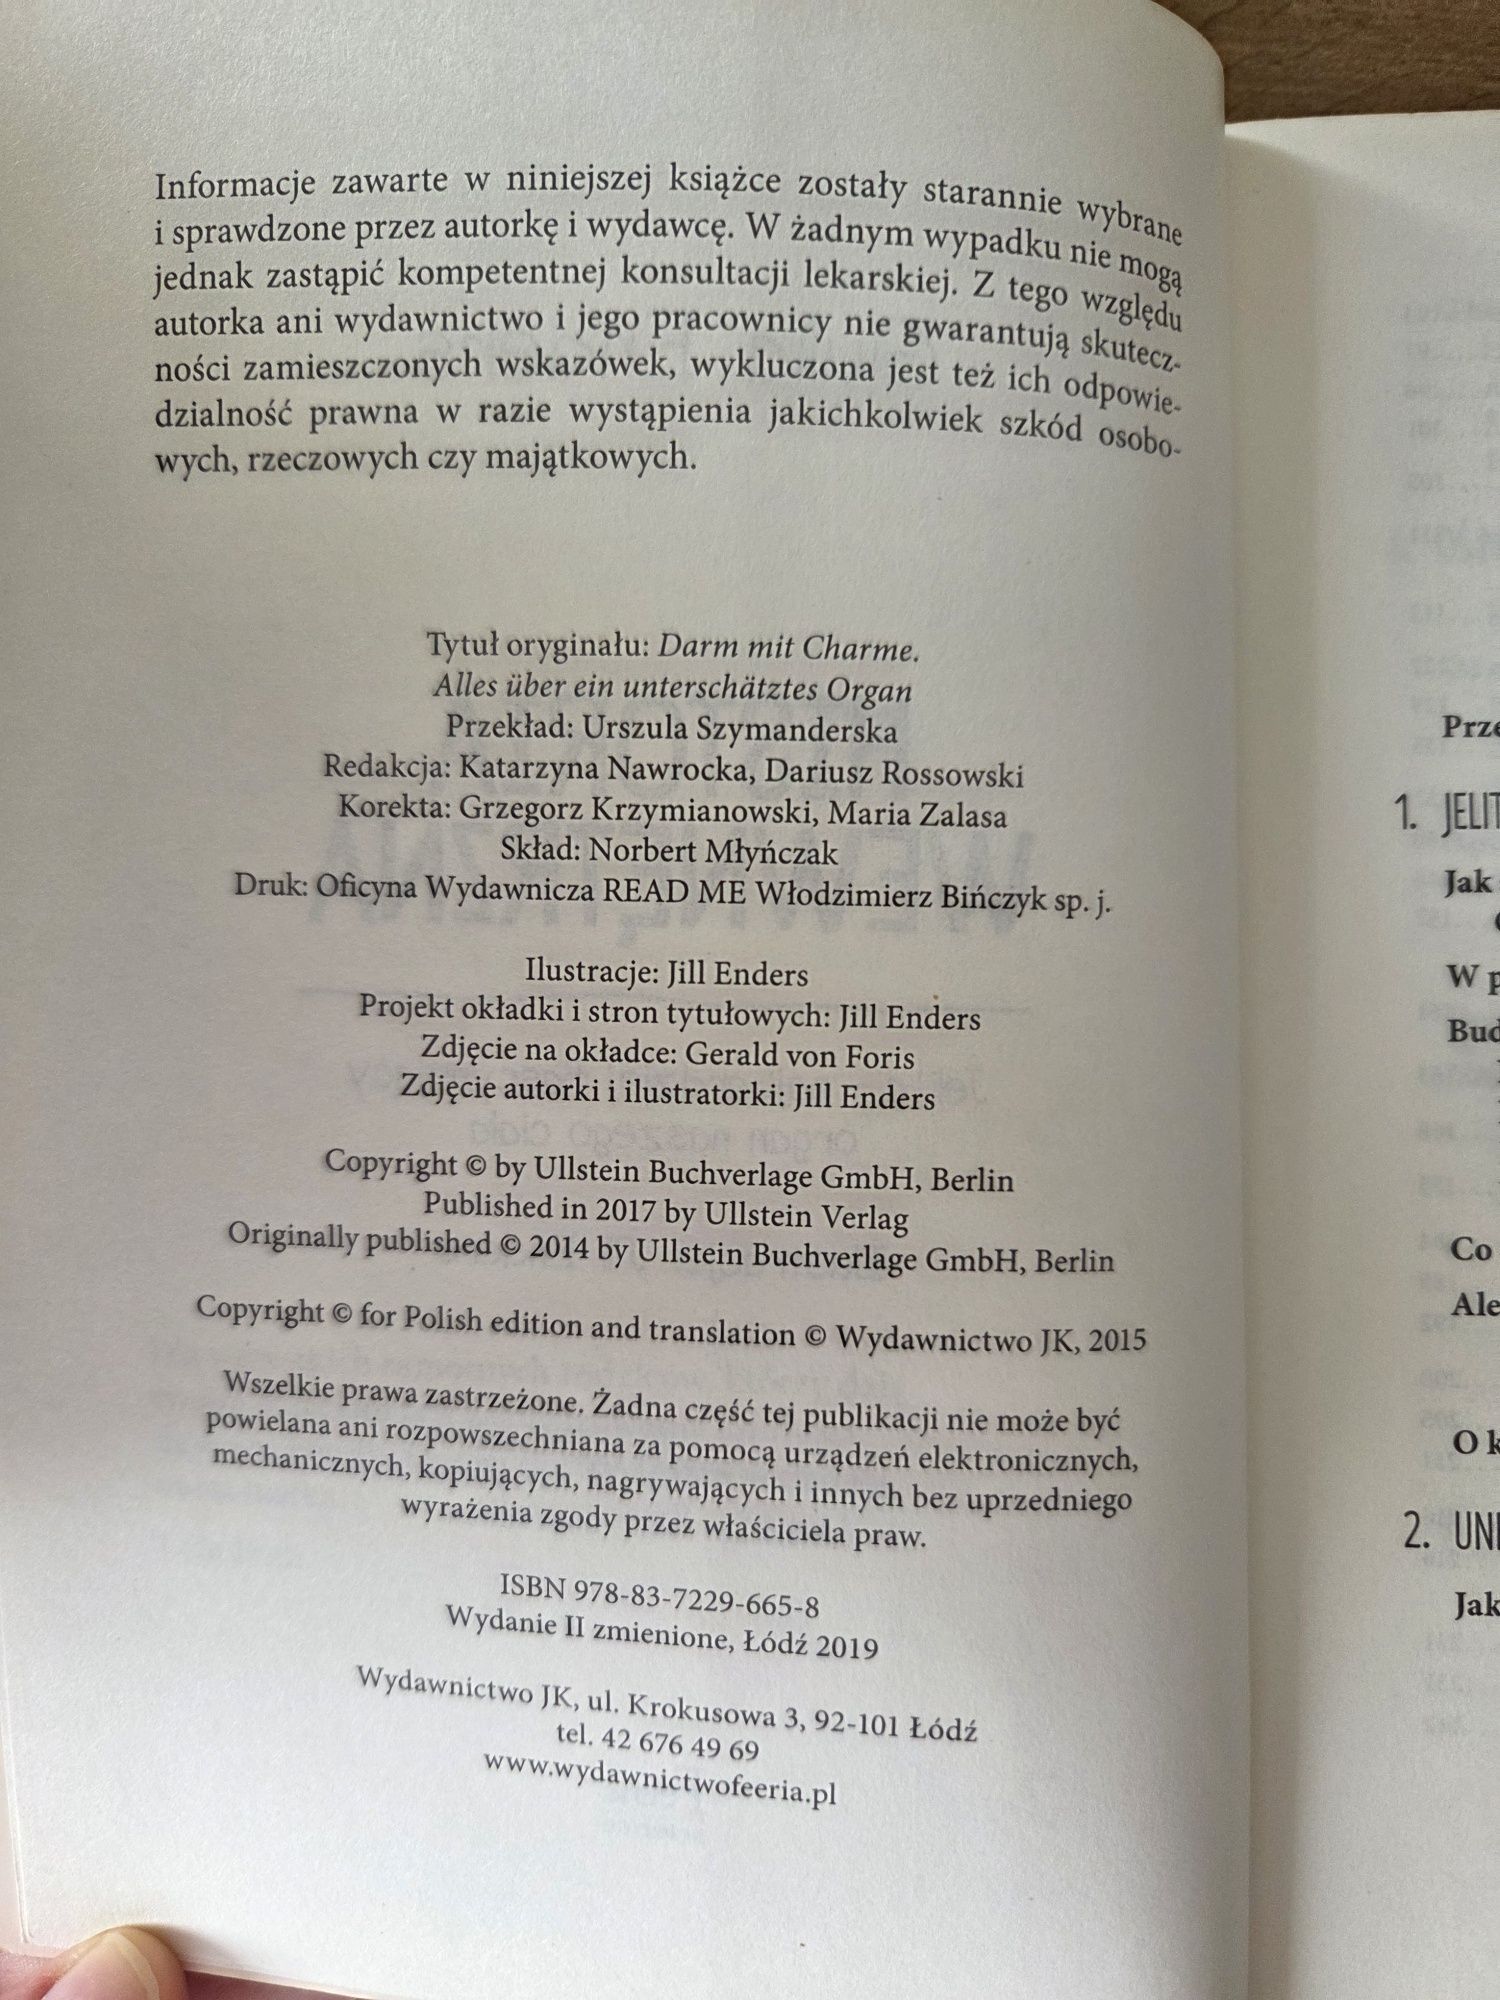 Informacje zawarte w niniejszej książce zostały starannie wybrane
i sprawdzone przez autorkę i wydawcę. W żadnym wypadku nie mogą
jednak zastąpić kompetentnej konsultacji lekarskiej. Z tego względu
autorka ani wydawnictwo i jego pracownicy nie gwarantują skutecz-
ności zamieszczonych wskazówek, wykluczona jest też ich odpowie-
dzialność prawna w razie wystąpienia jakichkolwiek szkód osobo-
wych, rzeczowych czy majątkowych.
Tytuł oryginału: Darm mit Charme.
Alles über ein unterschätztes Organ
Przekład: Urszula Szymanderska
Redakcja: Katarzyna Nawrocka, Dariusz Rossowski
Korekta: Grzegorz Krzymianowski, Maria Zalasa
Skład: Norbert Młyńczak
Druk: Oficyna Wydawnicza READ ME Włodzimierz Bińczyk sp. j.
Ilustracje: Jill Enders
Projekt okładki i stron tytułowych: Jill Enders
Zdjęcie na okładce: Gerald von Foris
Zdjęcie autorki i ilustratorki: Jill Enders
Copyright © by Ullstein Buchverlage GmbH, Berlin
Published in 2017 by Ullstein Verlag
Originally published © 2014 by Ullstein Buchverlage GmbH, Berlin
Copyright © for Polish edition and translation © Wydawnictwo JK, 2015
Wszelkie prawa zastrzeżone. Żadna część tej publikacji nie może być
powielana ani rozpowszechniana za pomocą urządzeń elektronicznych,
mechanicznych, kopiujących, nagrywających i innych bez uprzedniego
wyrażenia zgody przez właściciela praw.
ISBN 978-83-7229-665-8
Wydanie II zmienione, Łódź 2019
Wydawnictwo JK, ul. Krokusowa 3, 92-101 Łódź
tel. 42 676 49 69
www.wydawnictwofeeria.pl
Prze
1. JELIT
Jak
W p
Bud
Co
Ale
O k
2. UNI
Jak